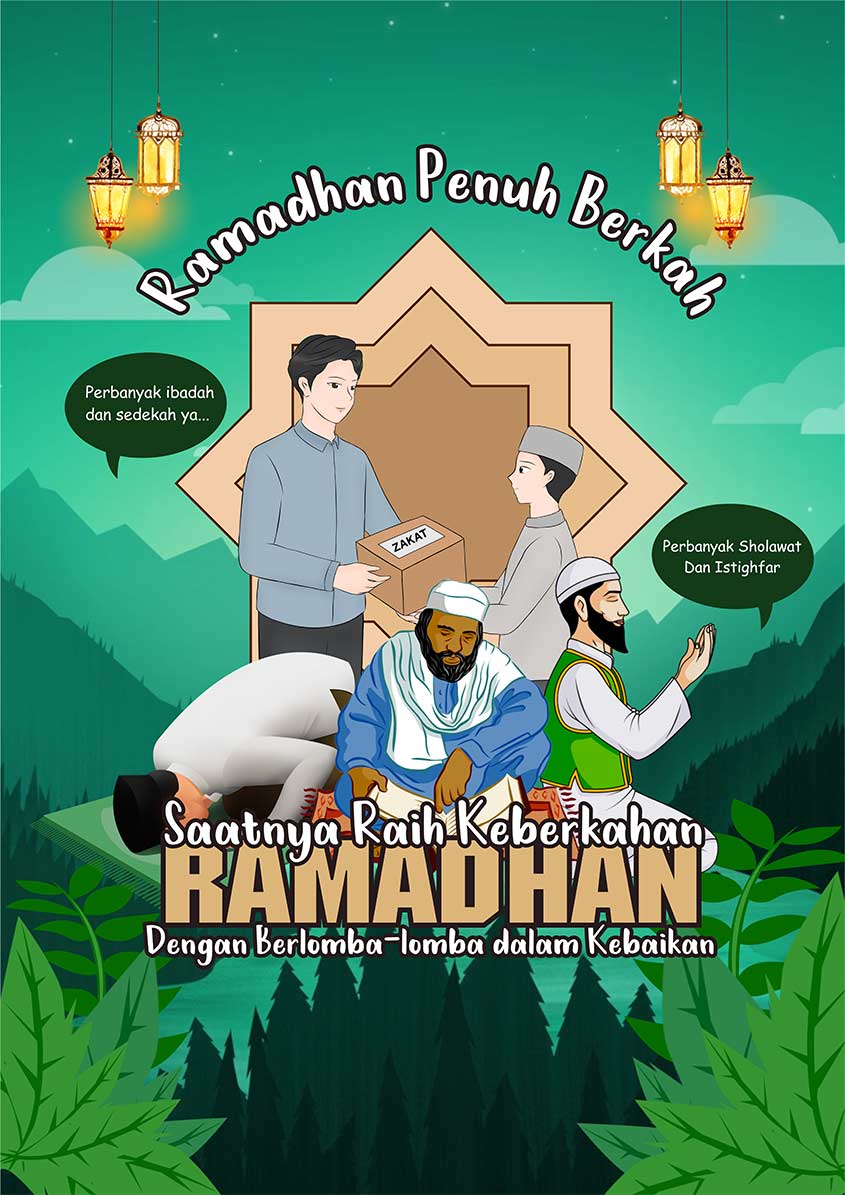 Ramadhan Penuh Berkah
Perbanyak ibadah
dan sedekah ya...
ZAKAT
Perbanyak Sholawat
Dan Istighfar
Saatnya Raih Keberkahan
RAMADHAN
Dengan Berlomba-lomba dalam Kebaikan